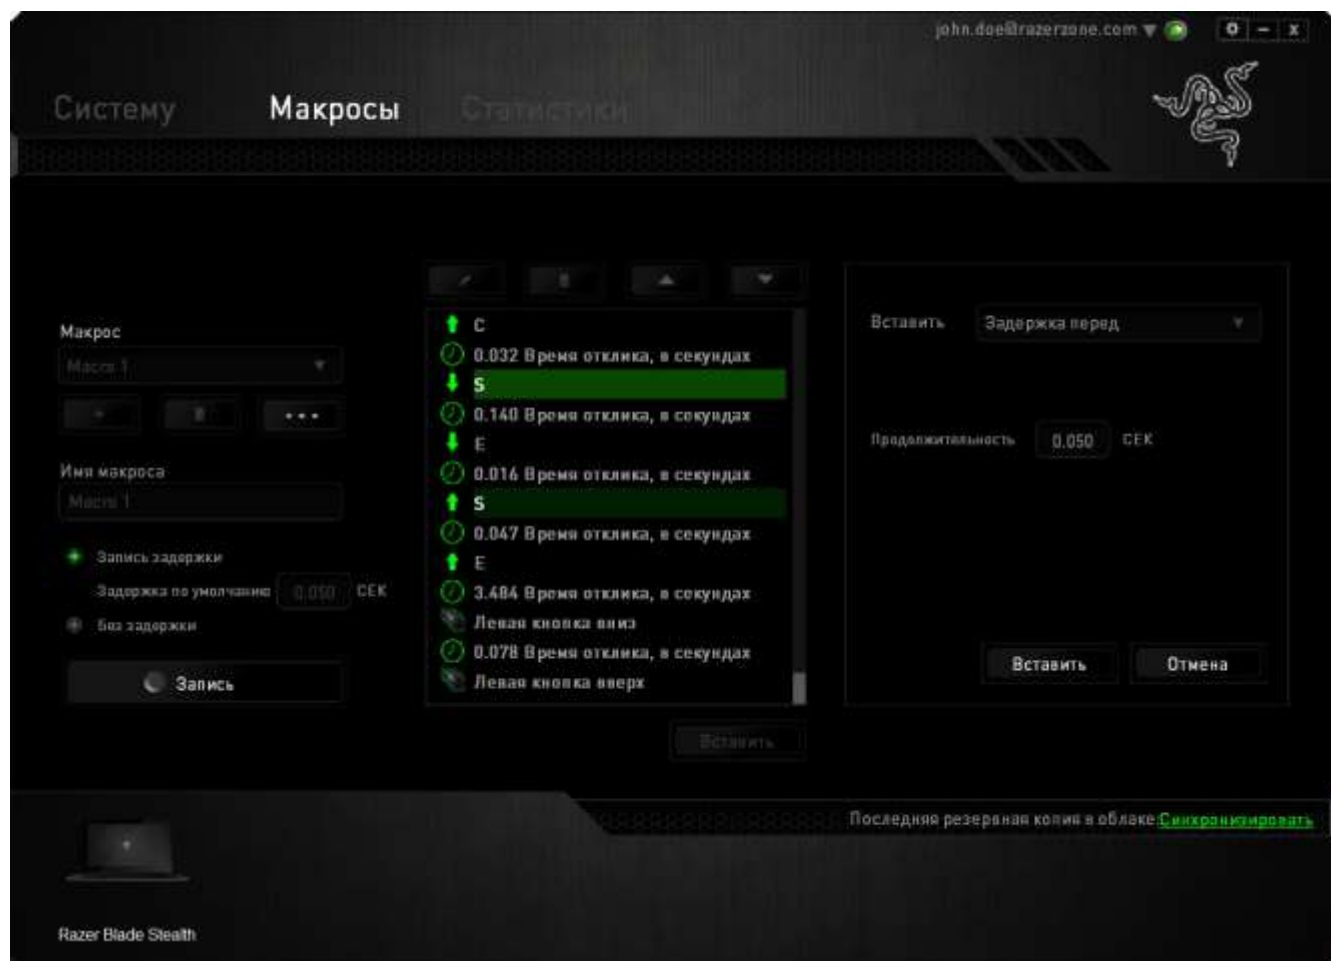 john.doe@razerzone.com
Систему Макросы Статистики
Макрос
Macro 1
Имя макроса
Macro 1
Запись задержки
Задержка по умолчанию 0.050 СЕК
Без задержки
Запись
C
0.032 Время отклика, в секундах
S
0.140 Время отклика, в секундах
E
0.016 Время отклика, в секундах
S
0.047 Время отклика, в секундах
E
3.484 Время отклика, в секундах
Левая кнопка вниз
0.078 Время отклика, в секундах
Левая кнопка вверх
Вставить
Вставить Задержка перед
Продолжительность 0.050 СЕК
Вставить Отмена
Последняя резервная копия в облаке:Синхронизировать
Razer Blade Stealth